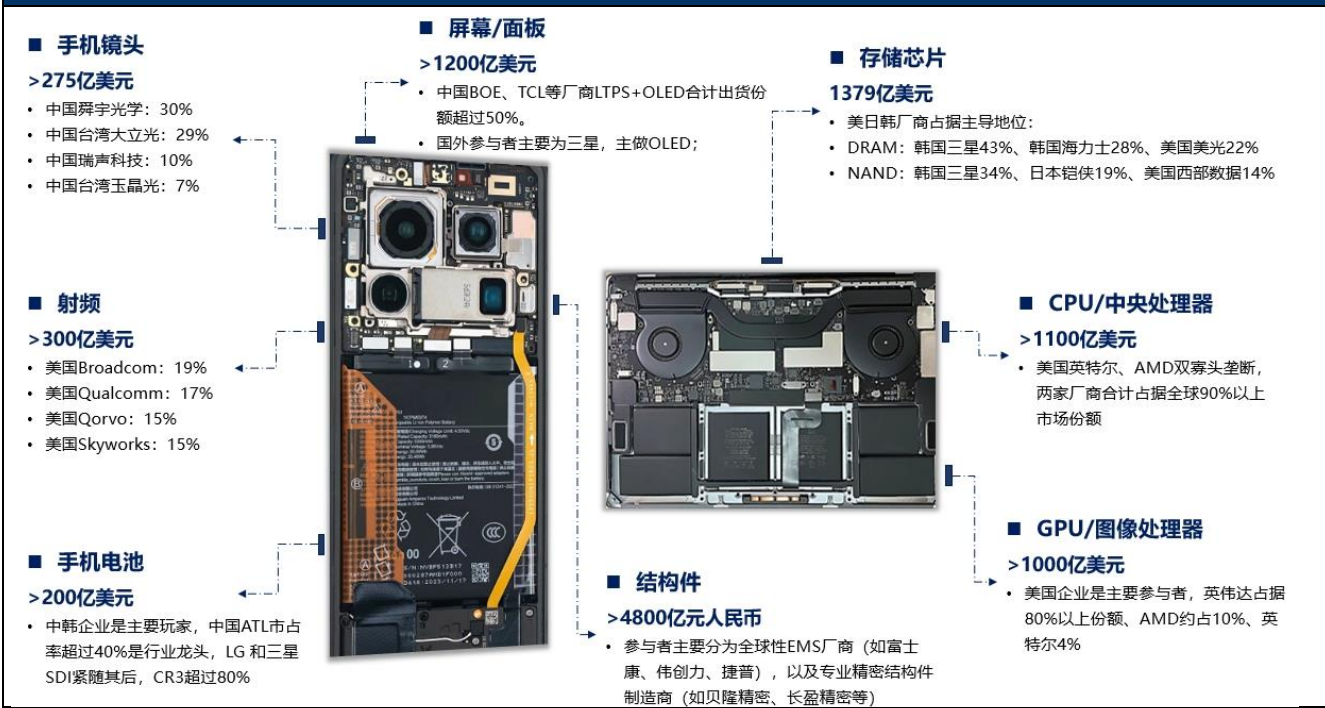 ■ 手机镜头
>275亿美元
• 中国舜宇光学：30%
• 中国台湾大立光：29%
• 中国瑞声科技：10%
• 中国台湾玉晶光：7%
■ 屏幕/面板
>1200亿美元
• 中国BOE、TCL等厂商LTPS+OLED合计出货份
额超过50%。
• 国外参与者主要为三星，主做OLED；
■ 存储芯片
1379亿美元
• 美日韩厂商占据主导地位：
• DRAM：韩国三星43%、韩国海力士28%、美国美光22%
• NAND：韩国三星34%、日本铠侠19%、美国西部数据14%
■ 射频
>300亿美元
• 美国Broadcom：19%
• 美国Qualcomm：17%
• 美国Qorvo：15%
• 美国Skyworks：15%
■ CPU/中央处理器
>1100亿美元
• 美国英特尔、AMD双寡头垄断，
两家厂商合计占据全球90%以上
市场份额
■ 手机电池
>200亿美元
• 中韩企业是主要玩家，中国ATL市占
率超过40%是行业龙头，LG 和三星
SDI紧随其后，CR3超过80%
■ 结构件
>4800亿元人民币
• 参与者主要分为全球性EMS厂商（如富士
康、伟创力、捷普），以及专业精密结构件
制造商（如贝隆精密、长盈精密等）
■ GPU/图像处理器
>1000亿美元
• 美国企业是主要参与者，英伟达占据
80%以上份额、AMD约占10%、英
特尔4%
1
2